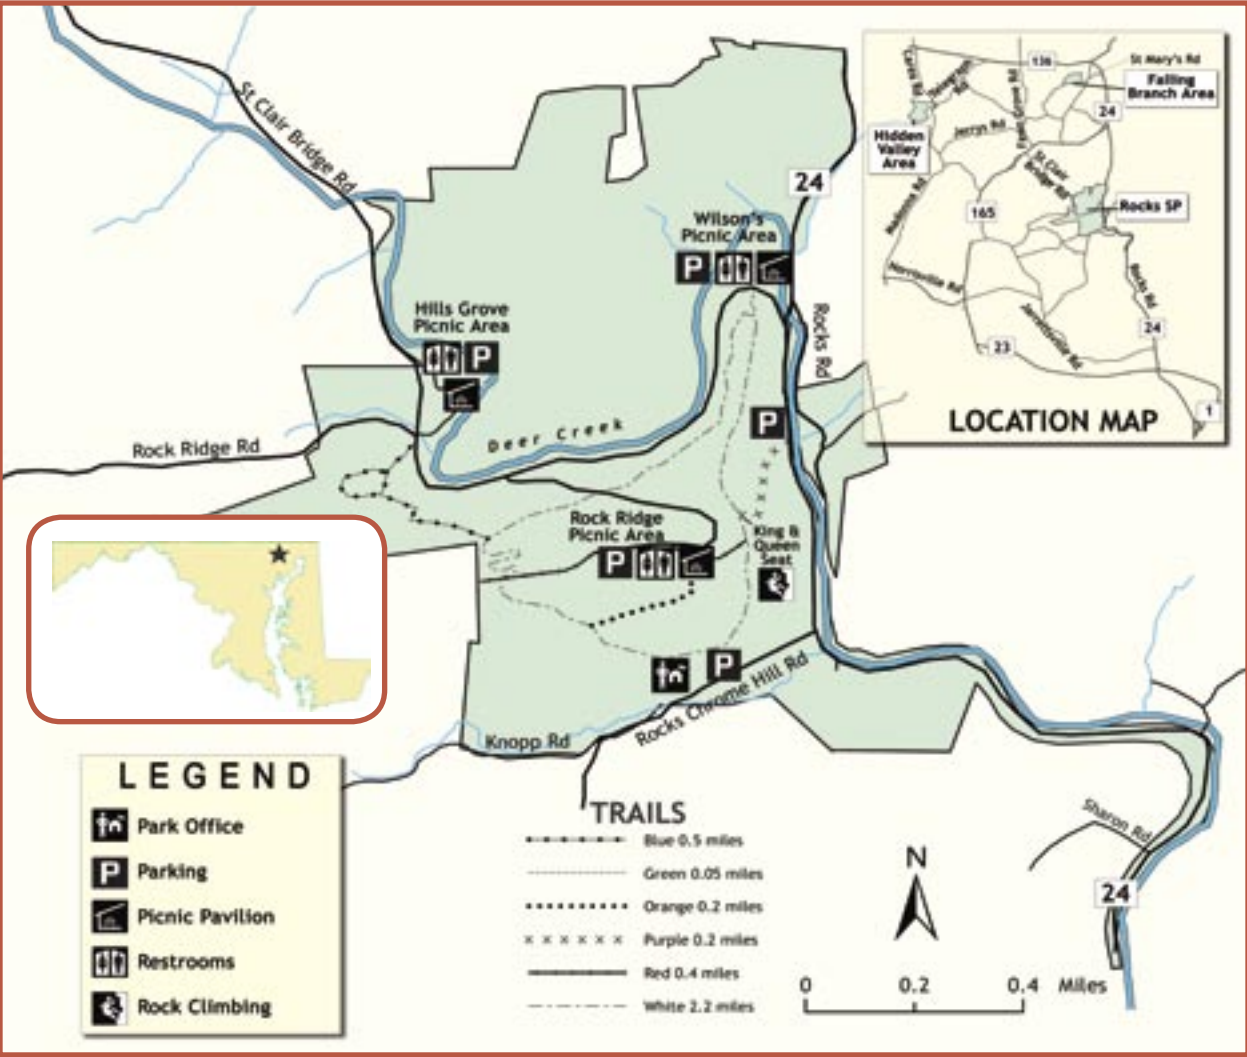 St Clair Bridge Rd
24
Wilson's
Picnic Area
P
Hills Grove
Picnic Area
P
Rocks Rd
Rock Ridge Rd
Deer Creek
P
Rock Ridge
Picnic Area
P
King &
Queen
Seat
P
Rocks Chrome Hill Rd
Knopp Rd
Sharon Rd
24
136
St Mary's Rd
Falling
Branch Area
24
Hidden
Valley
Area
Jerrys Rd
St Clair
Bridge Rd
Rocks SP
165
Madonna Rd
Norrisville Rd
Rocks Rd
24
Jarrettsville Rd
23
1
LOCATION MAP
LEGEND
Park Office
P Parking
Picnic Pavilion
Restrooms
Rock Climbing
TRAILS
Blue 0.5 miles
Green 0.05 miles
Orange 0.2 miles
Purple 0.2 miles
Red 0.4 miles
White 2.2 miles
N
0 0.2 0.4 Miles